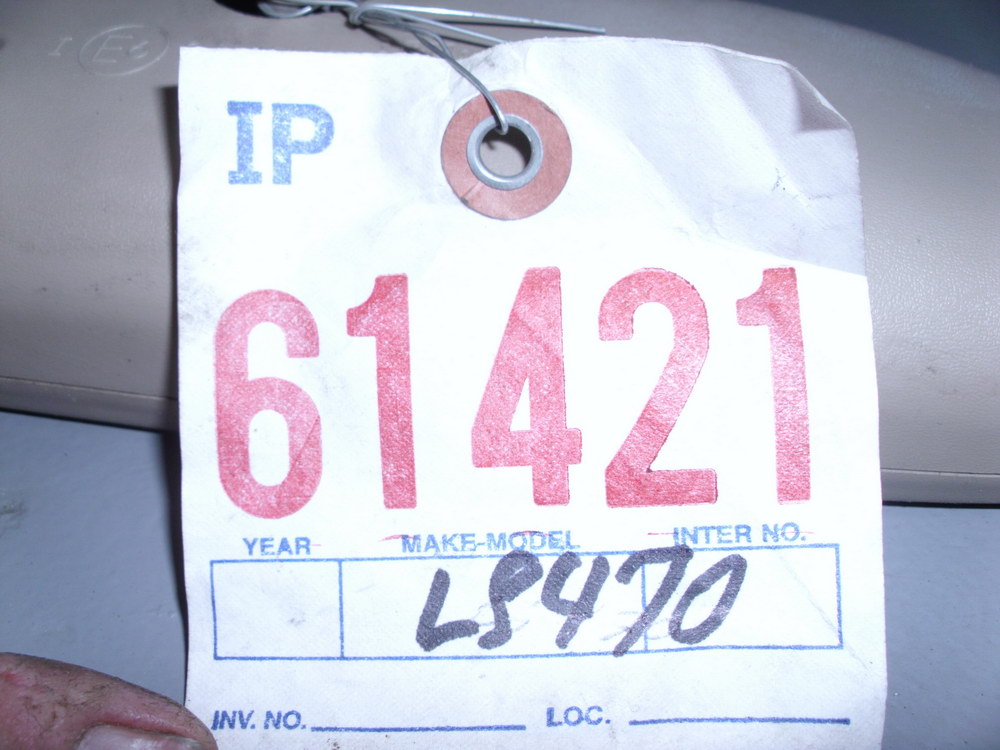 IP
61421
YEAR MAKE-MODEL INTER NO.
LS470
INV. NO. LOC.